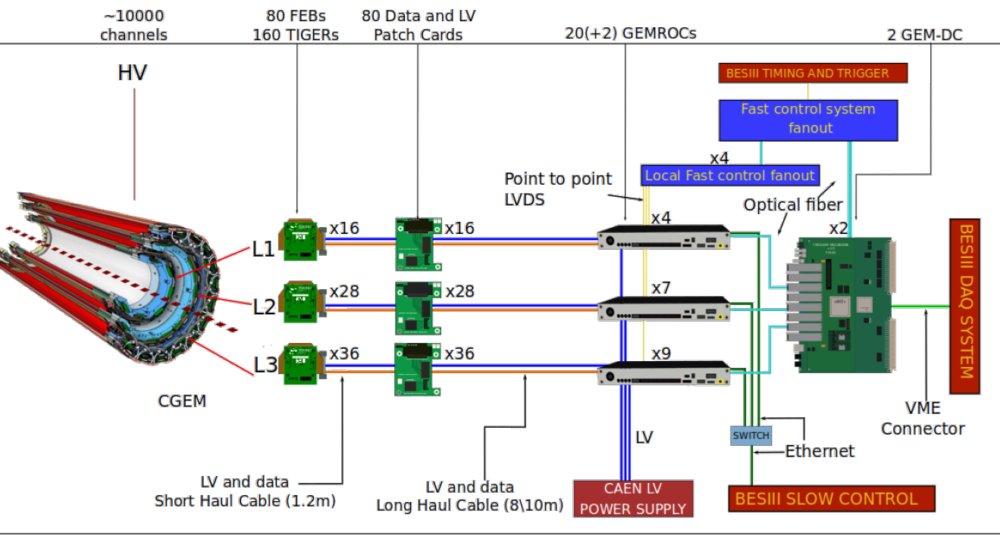 ~10000
channels
80 FEBs
160 TIGERs
80 Data and LV
Patch Cards
20(+2) GEMROCs
2 GEM-DC
HV
BESIII TIMING AND TRIGGER
Fast control system
fanout
x4
Local Fast control fanout
Point to point
LVDS
Optical fiber
L1
x16
x16
x4
x2
L2
x28
x28
x7
L3
x36
x36
x9
BESIII DAQ SYSTEM
CGEM
VME
Connector
SWITCH
LV
Ethernet
LV and data
Short Haul Cable (1.2m)
LV and data
Long Haul Cable (8\10m)
CAEN LV
POWER SUPPLY
BESIII SLOW CONTROL